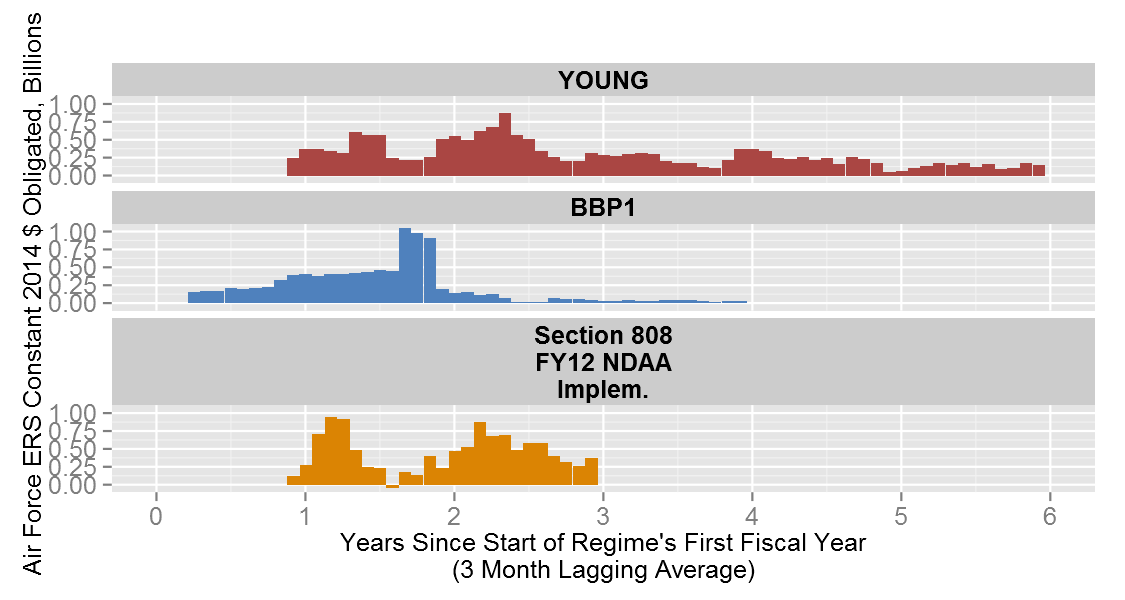 Air Force ERS Constant 2014 $ Obligated, Billions
YOUNG
1.00
0.75
0.50
0.25
0.00
BBP1
1.00
0.75
0.50
0.25
0.00
Section 808
FY12 NDAA
Implem.
1.00
0.75
0.50
0.25
0.00
0 1 2 3 4 5 6
Years Since Start of Regime's First Fiscal Year
(3 Month Lagging Average)